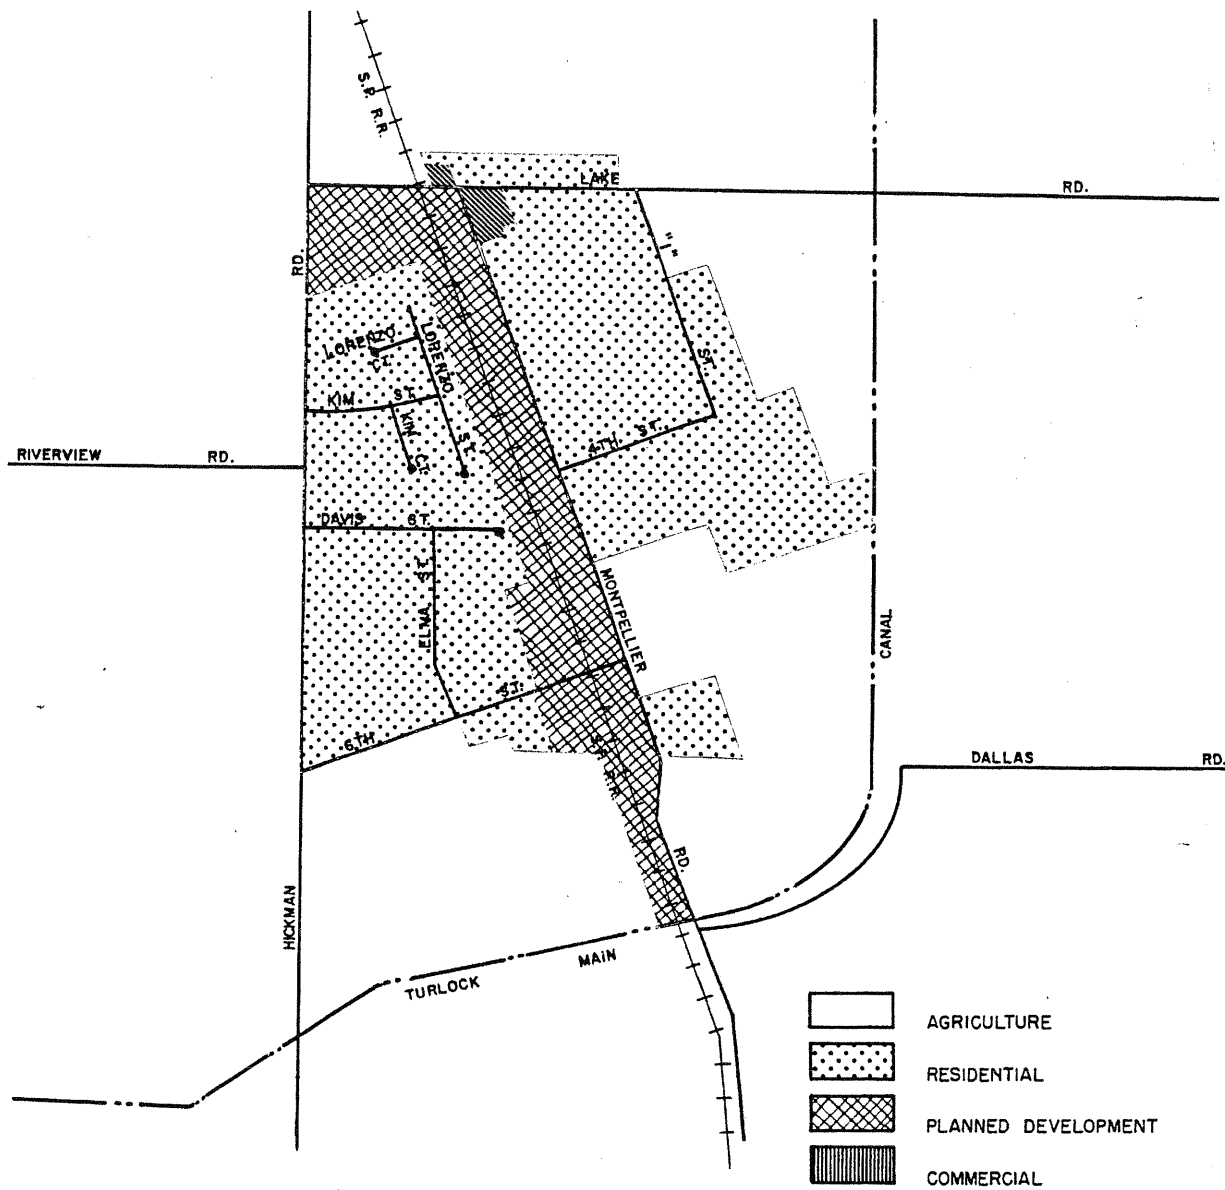 S.P. R.R.
LAKE RD.
RD.
"I" ST.
LORENZO CT.
LORENZO ST.
KIM ST.
KIM CT.
4TH. ST.
RIVERVIEW RD.
DAVIS ST.
ELMA ST.
MONTPELLIER
CANAL
6TH ST.
S.P. R.R.
DALLAS RD.
RD.
HICKMAN
TURLOCK MAIN
AGRICULTURE
RESIDENTIAL
PLANNED DEVELOPMENT
COMMERCIAL